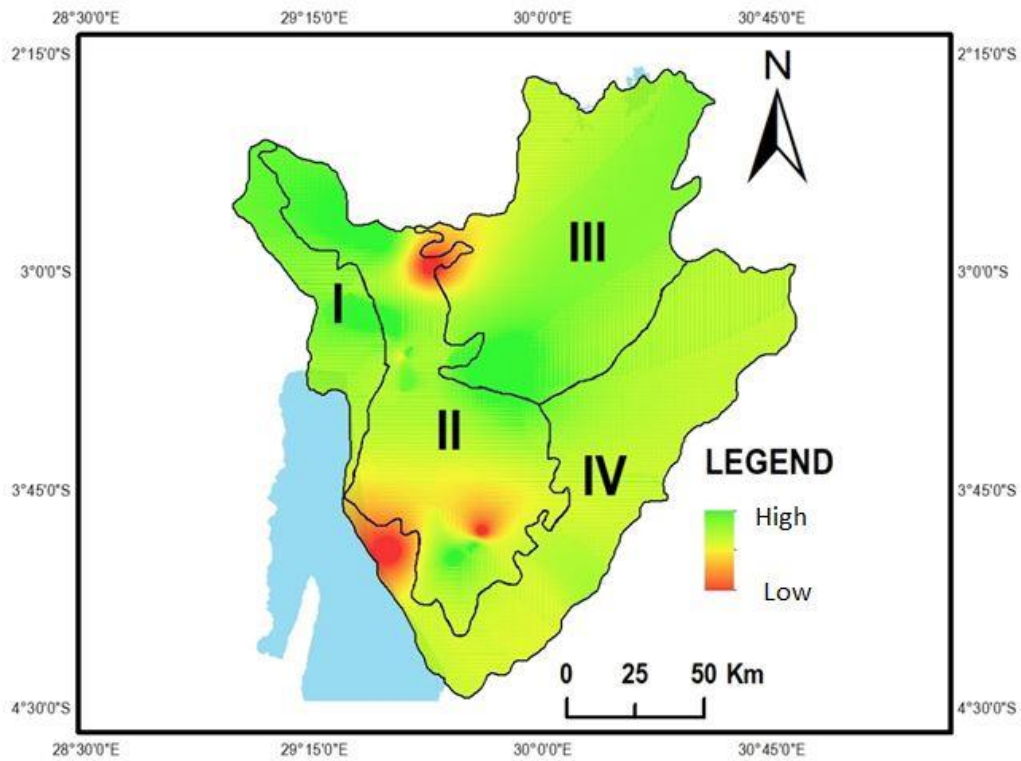 28°30'0"E 29°15'0"E 30°0'0"E 30°45'0"E
2°15'0"S 2°15'0"S
N
III
3°0'0"S 3°0'0"S
I
II
IV
LEGEND
3°45'0"S 3°45'0"S
High
Low
0 25 50 Km
4°30'0"S 4°30'0"S
28°30'0"E 29°15'0"E 30°0'0"E 30°45'0"E